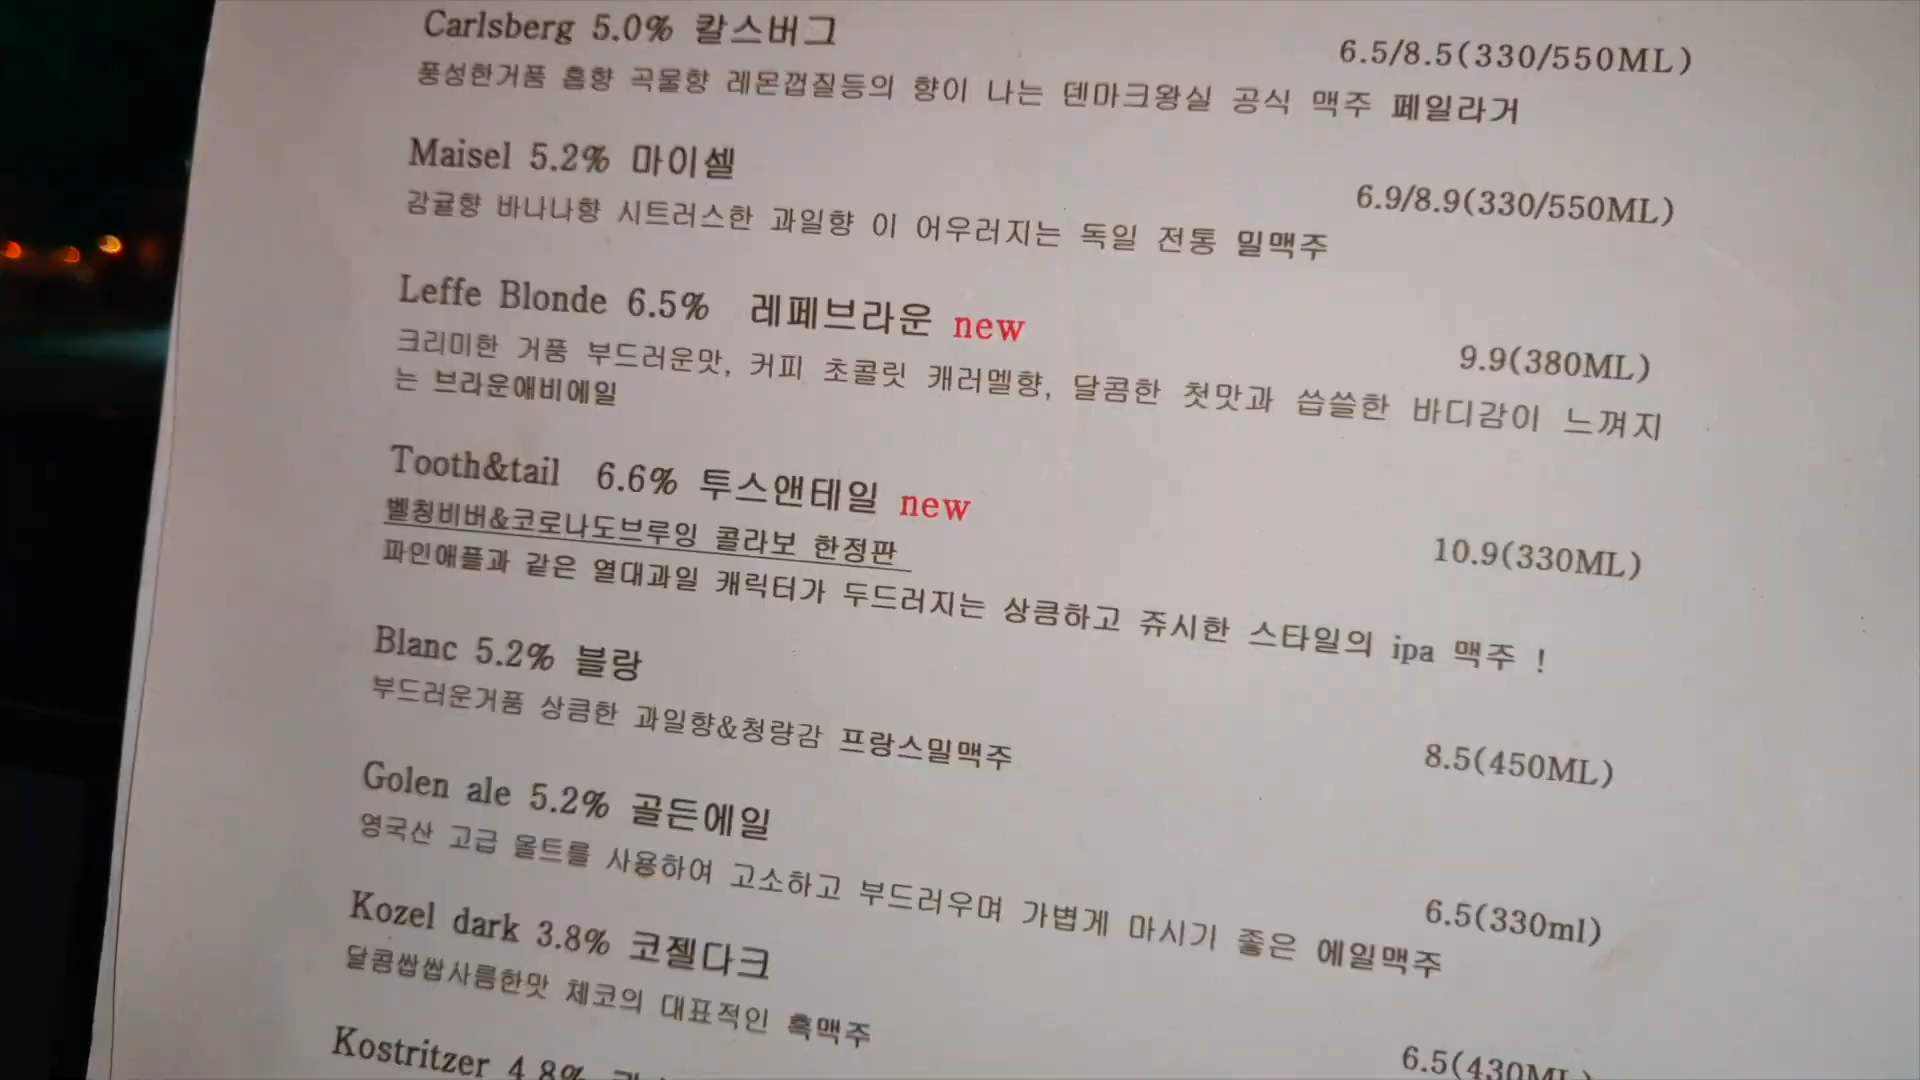 Carlsberg 5.0% 칼스버그
6.5/8.5(330/550ML)
풍성한거품 홉향 곡물향 레몬껍질등의 향이 나는 덴마크왕실 공식 맥주 페일라거
Maisel 5.2% 마이셀
6.9/8.9(330/550ML)
감귤향 바나나향 시트러스한 과일향 이 어우러지는 독일 전통 밀맥주
Leffe Blonde 6.5% 레페브라운 new
9.9(380ML)
크리미한 거품 부드러운맛, 커피 초콜릿 캐러멜향, 달콤한 첫맛과 씁쓸한 바디감이 느껴지
는 브라운애비에일
Tooth&tail 6.6% 투스앤테일 new
10.9(330ML)
벨칭비버&코로나도브루잉 콜라보 한정판
파인애플과 같은 열대과일 캐릭터가 두드러지는 상큼하고 쥬시한 스타일의 ipa 맥주 !
Blanc 5.2% 블랑
8.5(450ML)
부드러운거품 상큼한 과일향&청량감 프랑스밀맥주
Golen ale 5.2% 골든에일
6.5(330ml)
영국산 고급 몰트를 사용하여 고소하고 부드러우며 가볍게 마시기 좋은 에일맥주
Kozel dark 3.8% 코젤다크
6.5(430ML)
달콤쌉쌉사름한맛 체코의 대표적인 흑맥주
Kostritzer 4.8%